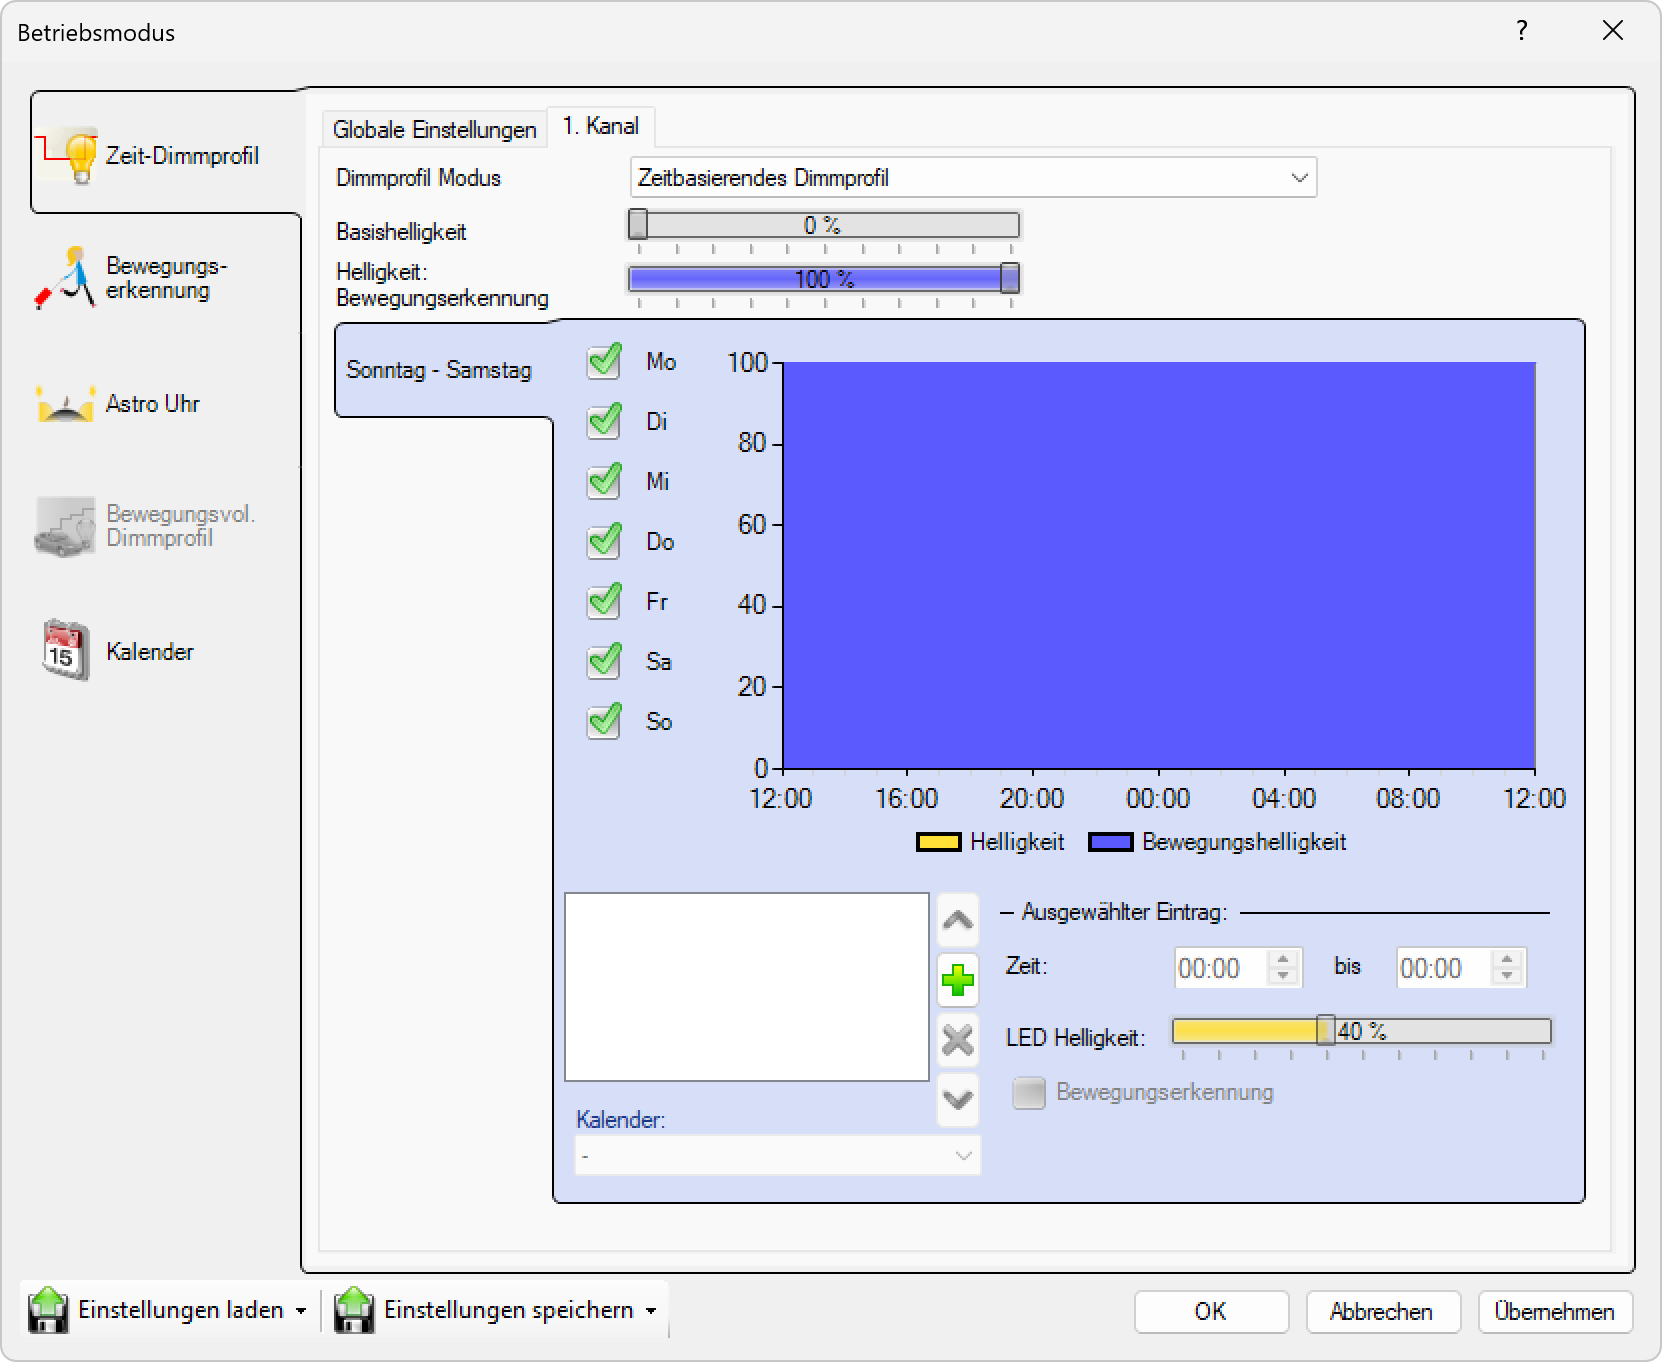 Betriebsmodus
?
Zeit-Dimmprofil
Bewegungs-
erkennung
Astro Uhr
Bewegungsvol.
Dimmprofil
15
Kalender
Globale Einstellungen
1. Kanal
Dimmprofil Modus
Zeitbasierendes Dimmprofil
Basishelligkeit
0 %
Helligkeit:
Bewegungserkennung
100 %
Sonntag - Samstag
Mo
Di
Mi
Do
Fr
Sa
So
100
80
60
40
20
0
12:00 16:00 20:00 00:00 04:00 08:00 12:00
Helligkeit Bewegungshelligkeit
Ausgewählter Eintrag:
Zeit: 00:00 bis 00:00
LED Helligkeit: 40 %
Bewegungserkennung
Kalender:
-
Einstellungen laden
Einstellungen speichern
OK
Abbrechen
Übernehmen